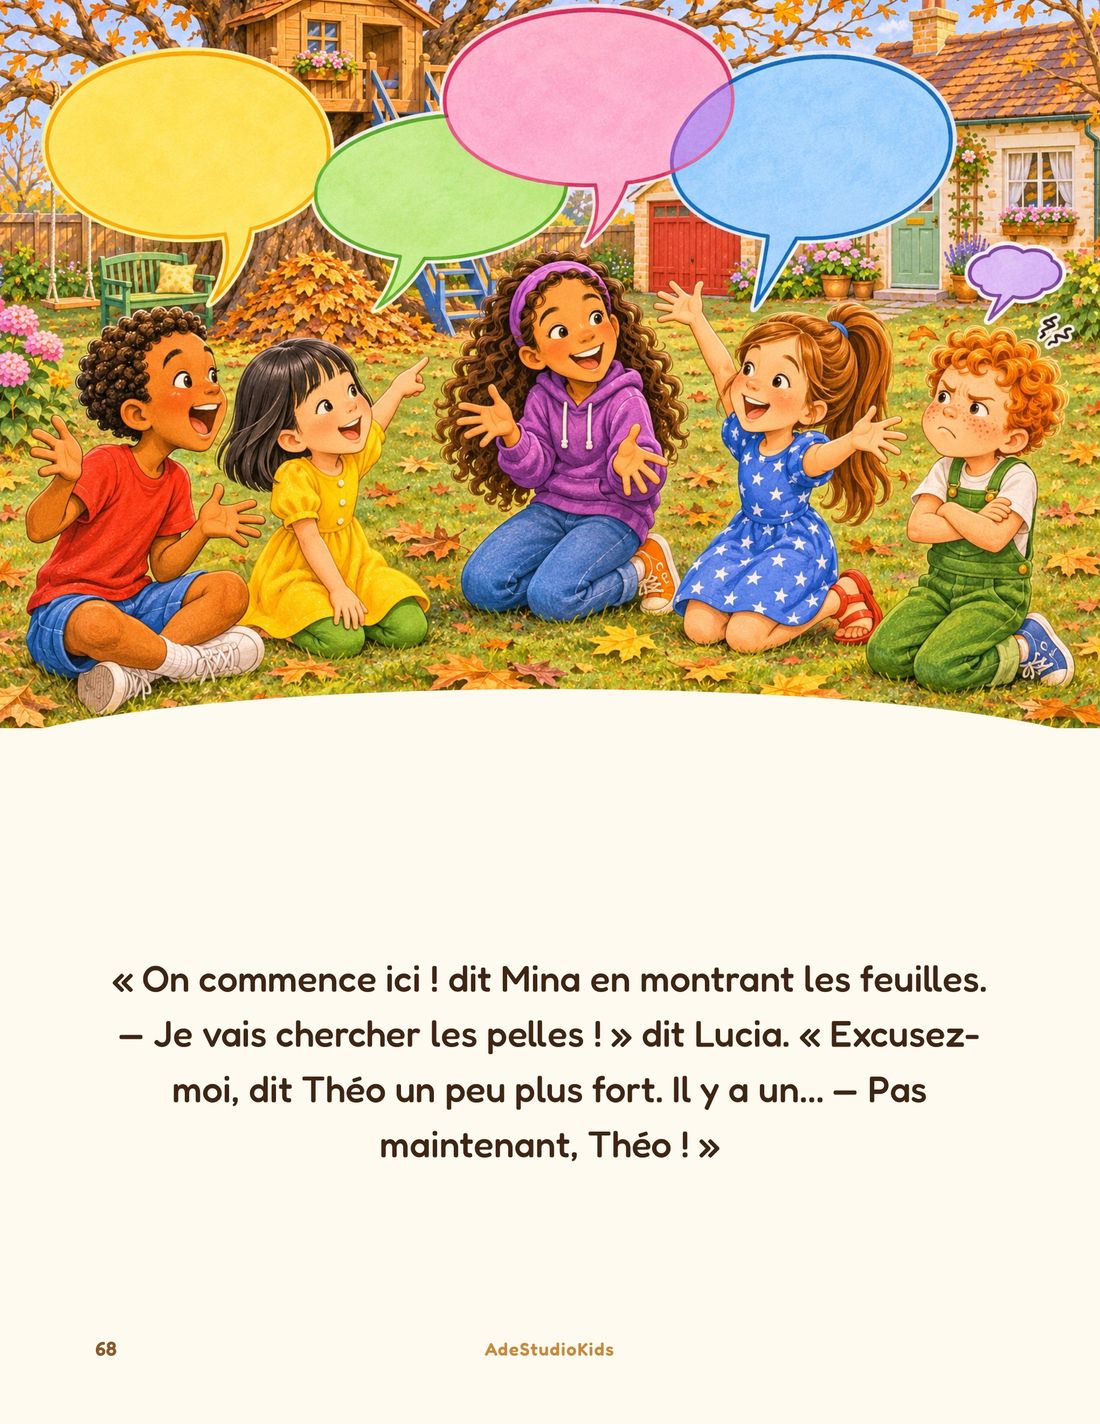 « On commence ici ! dit Mina en montrant les feuilles.
— Je vais chercher les pelles ! » dit Lucia. « Excusez-
moi, dit Théo un peu plus fort. Il y a un... — Pas
maintenant, Théo ! »
68
AdeStudioKids